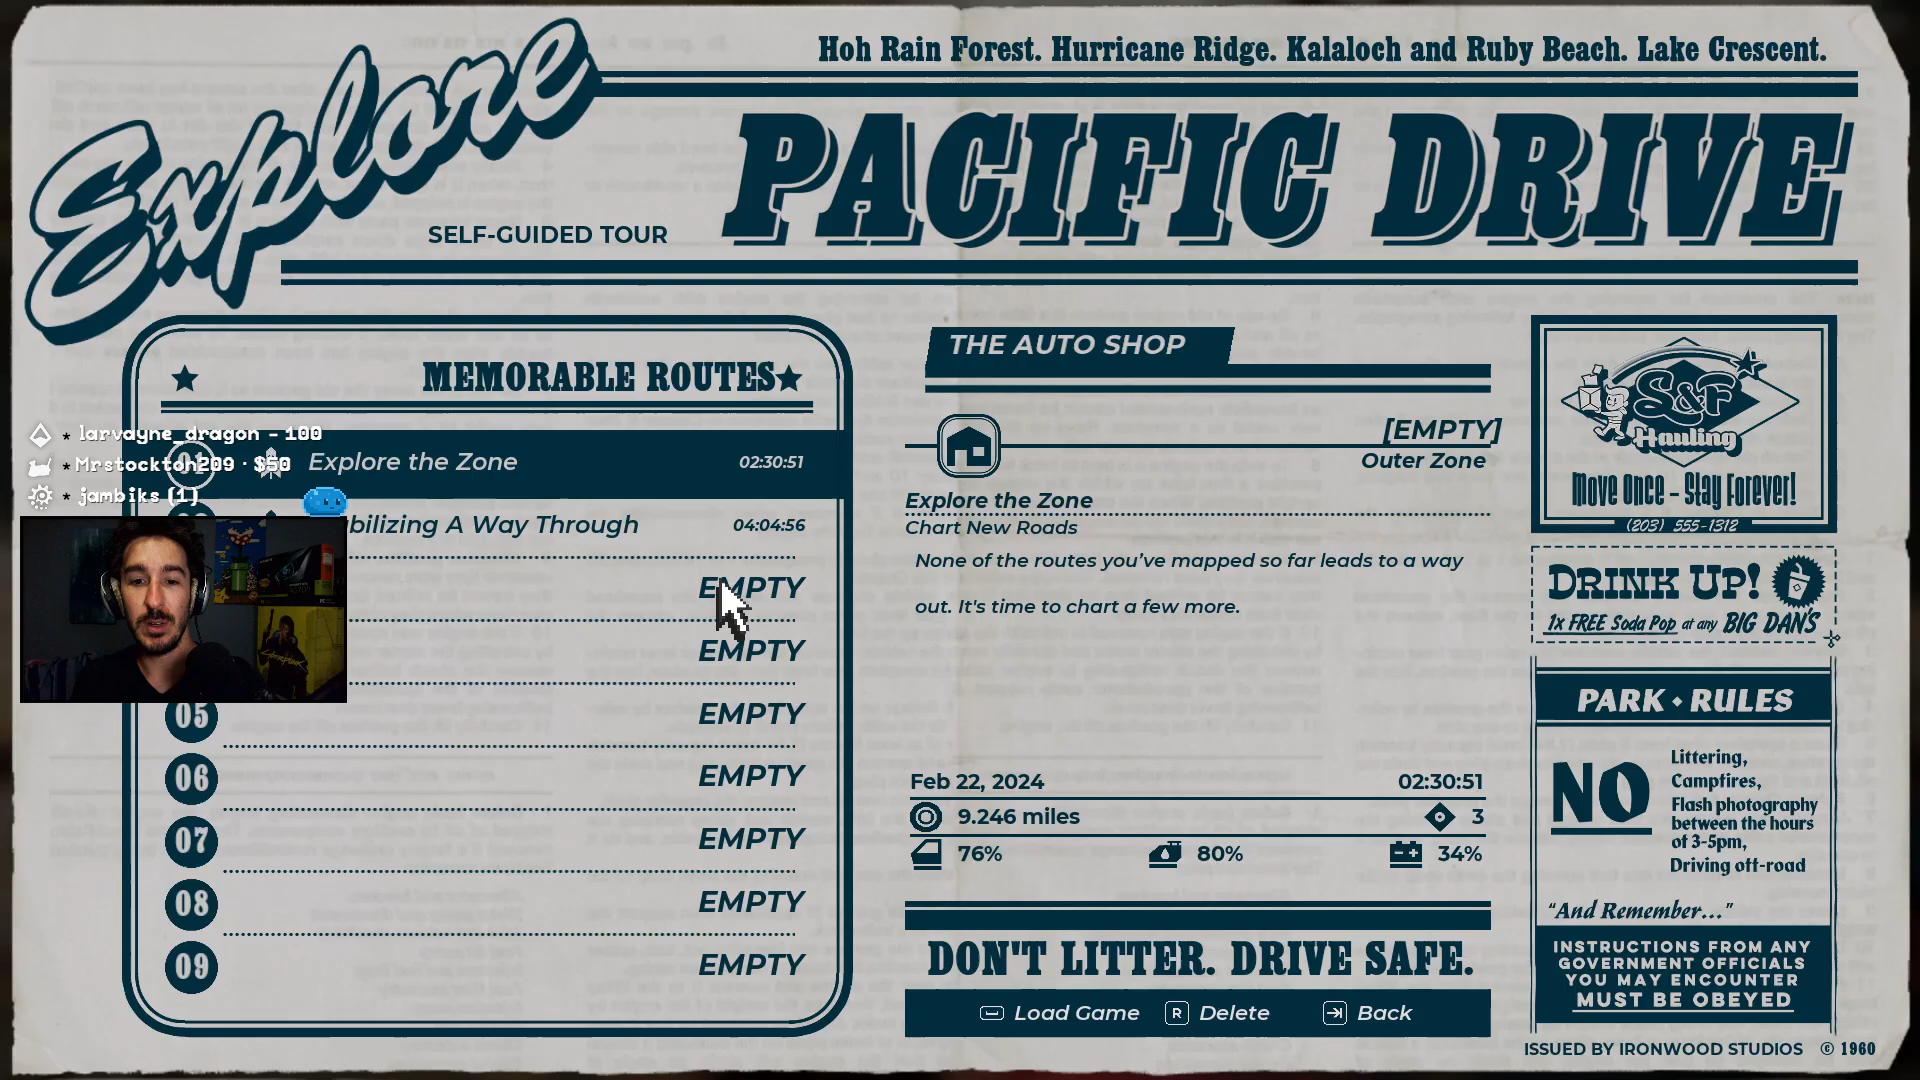 Hoh Rain Forest. Hurricane Ridge. Kalaloch and Ruby Beach. Lake Crescent.
Explore
PACIFIC DRIVE
SELF-GUIDED TOUR
MEMORABLE ROUTES
* larvayne_dragon - 100
* Mrstockton209 · $50
* jambiks (1)
01 Explore the Zone 02:30:51
bilizing A Way Through 04:04:56
EMPTY
EMPTY
05 EMPTY
06 EMPTY
07 EMPTY
08 EMPTY
09 EMPTY
THE AUTO SHOP
[EMPTY]
Outer Zone
Explore the Zone
Chart New Roads
None of the routes you've mapped so far leads to a way
out. It's time to chart a few more.
Feb 22, 2024 02:30:51
9.246 miles 3
76% 80% 34%
DON'T LITTER. DRIVE SAFE.
Load Game R Delete Back
S&F
Hauling
Move Once - Stay Forever!
(203) 555-1312
DRINK UP!
1x FREE Soda Pop at any BIG DAN'S
PARK • RULES
NO
Littering,
Campfires,
Flash photography
between the hours
of 3-5pm,
Driving off-road
"And Remember..."
INSTRUCTIONS FROM ANY
GOVERNMENT OFFICIALS
YOU MAY ENCOUNTER
MUST BE OBEYED
ISSUED BY IRONWOOD STUDIOS © 1960